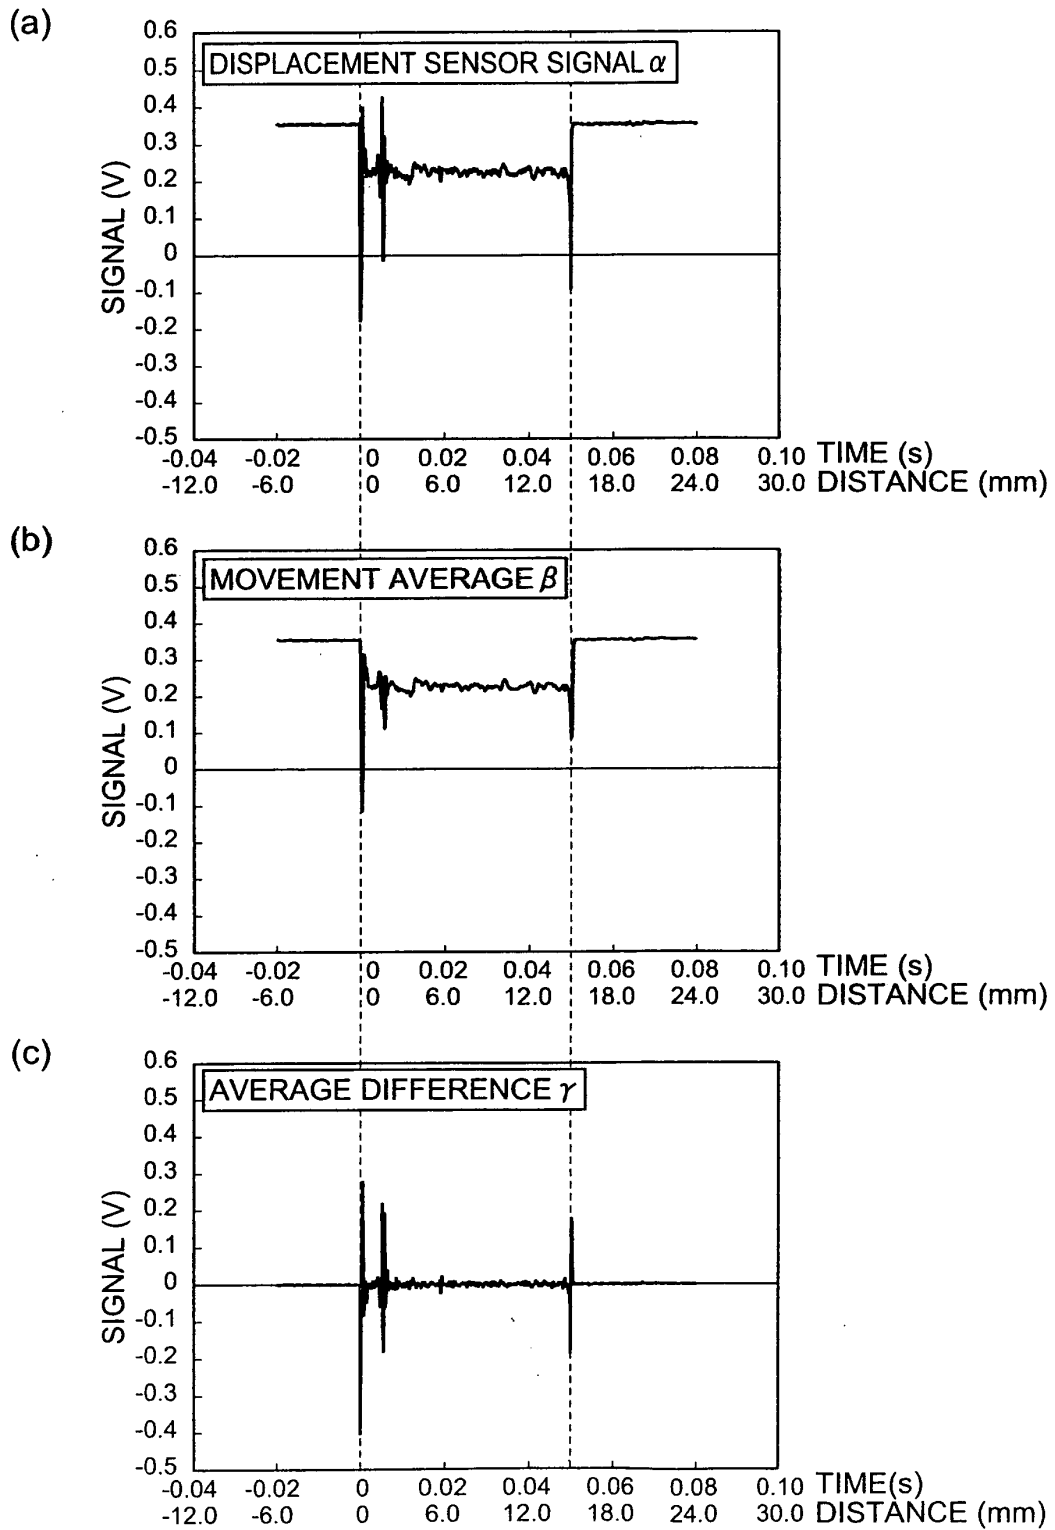 (a)
DISPLACEMENT SENSOR SIGNAL α
SIGNAL (V)
0.6
0.5
0.4
0.3
0.2
0.1
0
-0.1
-0.2
-0.3
-0.4
-0.5
-0.04 -0.02 0 0.02 0.04 0.06 0.08 0.10 TIME (s)
-12.0 -6.0 0 6.0 12.0 18.0 24.0 30.0 DISTANCE (mm)
(b)
MOVEMENT AVERAGE β
SIGNAL (V)
0.6
0.5
0.4
0.3
0.2
0.1
0
-0.1
-0.2
-0.3
-0.4
-0.5
-0.04 -0.02 0 0.02 0.04 0.06 0.08 0.10 TIME (s)
-12.0 -6.0 0 6.0 12.0 18.0 24.0 30.0 DISTANCE (mm)
(c)
AVERAGE DIFFERENCE γ
SIGNAL (V)
0.6
0.5
0.4
0.3
0.2
0.1
0
-0.1
-0.2
-0.3
-0.4
-0.5
-0.04 -0.02 0 0.02 0.04 0.06 0.08 0.10 TIME(s)
-12.0 -6.0 0 6.0 12.0 18.0 24.0 30.0 DISTANCE (mm)